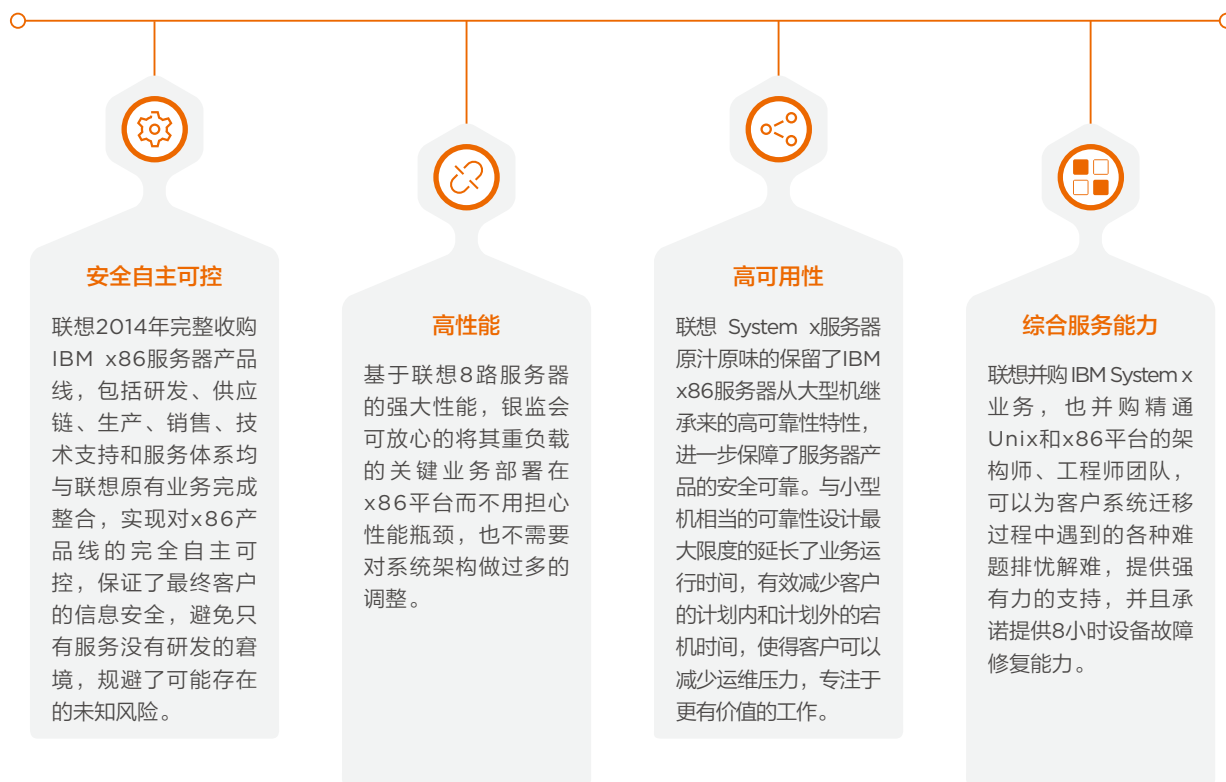 安全自主可控
联想2014年完整收购
IBM x86服务器产品
线，包括研发、供应
链、生产、销售、技
术支持和服务体系均
与联想原有业务完成
整合，实现对x86产
品线的完全自主可
控，保证了最终客户
的信息安全，避免只
有服务没有研发的窘
境，规避了可能存在
的未知风险。
高性能
基于联想8路服务器
的强大性能，银监会
可放心的将其重负载
的关键业务部署在
x86平台而不用担心
性能瓶颈，也不需要
对系统架构做过多的
调整。
高可用性
联想 System x服务器
原汁原味的保留了IBM
x86服务器从大型机继
承来的高可靠性特性，
进一步保障了服务器产
品的安全可靠。与小型
机相当的可靠性设计最
大限度的延长了业务运
行时间，有效减少客户
的计划内和计划外的宕
机时间，使得客户可以
减少运维压力，专注于
更有价值的工作。
综合服务能力
联想并购 IBM System x
业务，也并购精通
Unix和x86平台的架
构师、工程师团队，
可以为客户系统迁移
过程中遇到的各种难
题排忧解难，提供强
有力的支持，并且承
诺提供8小时设备故障
修复能力。